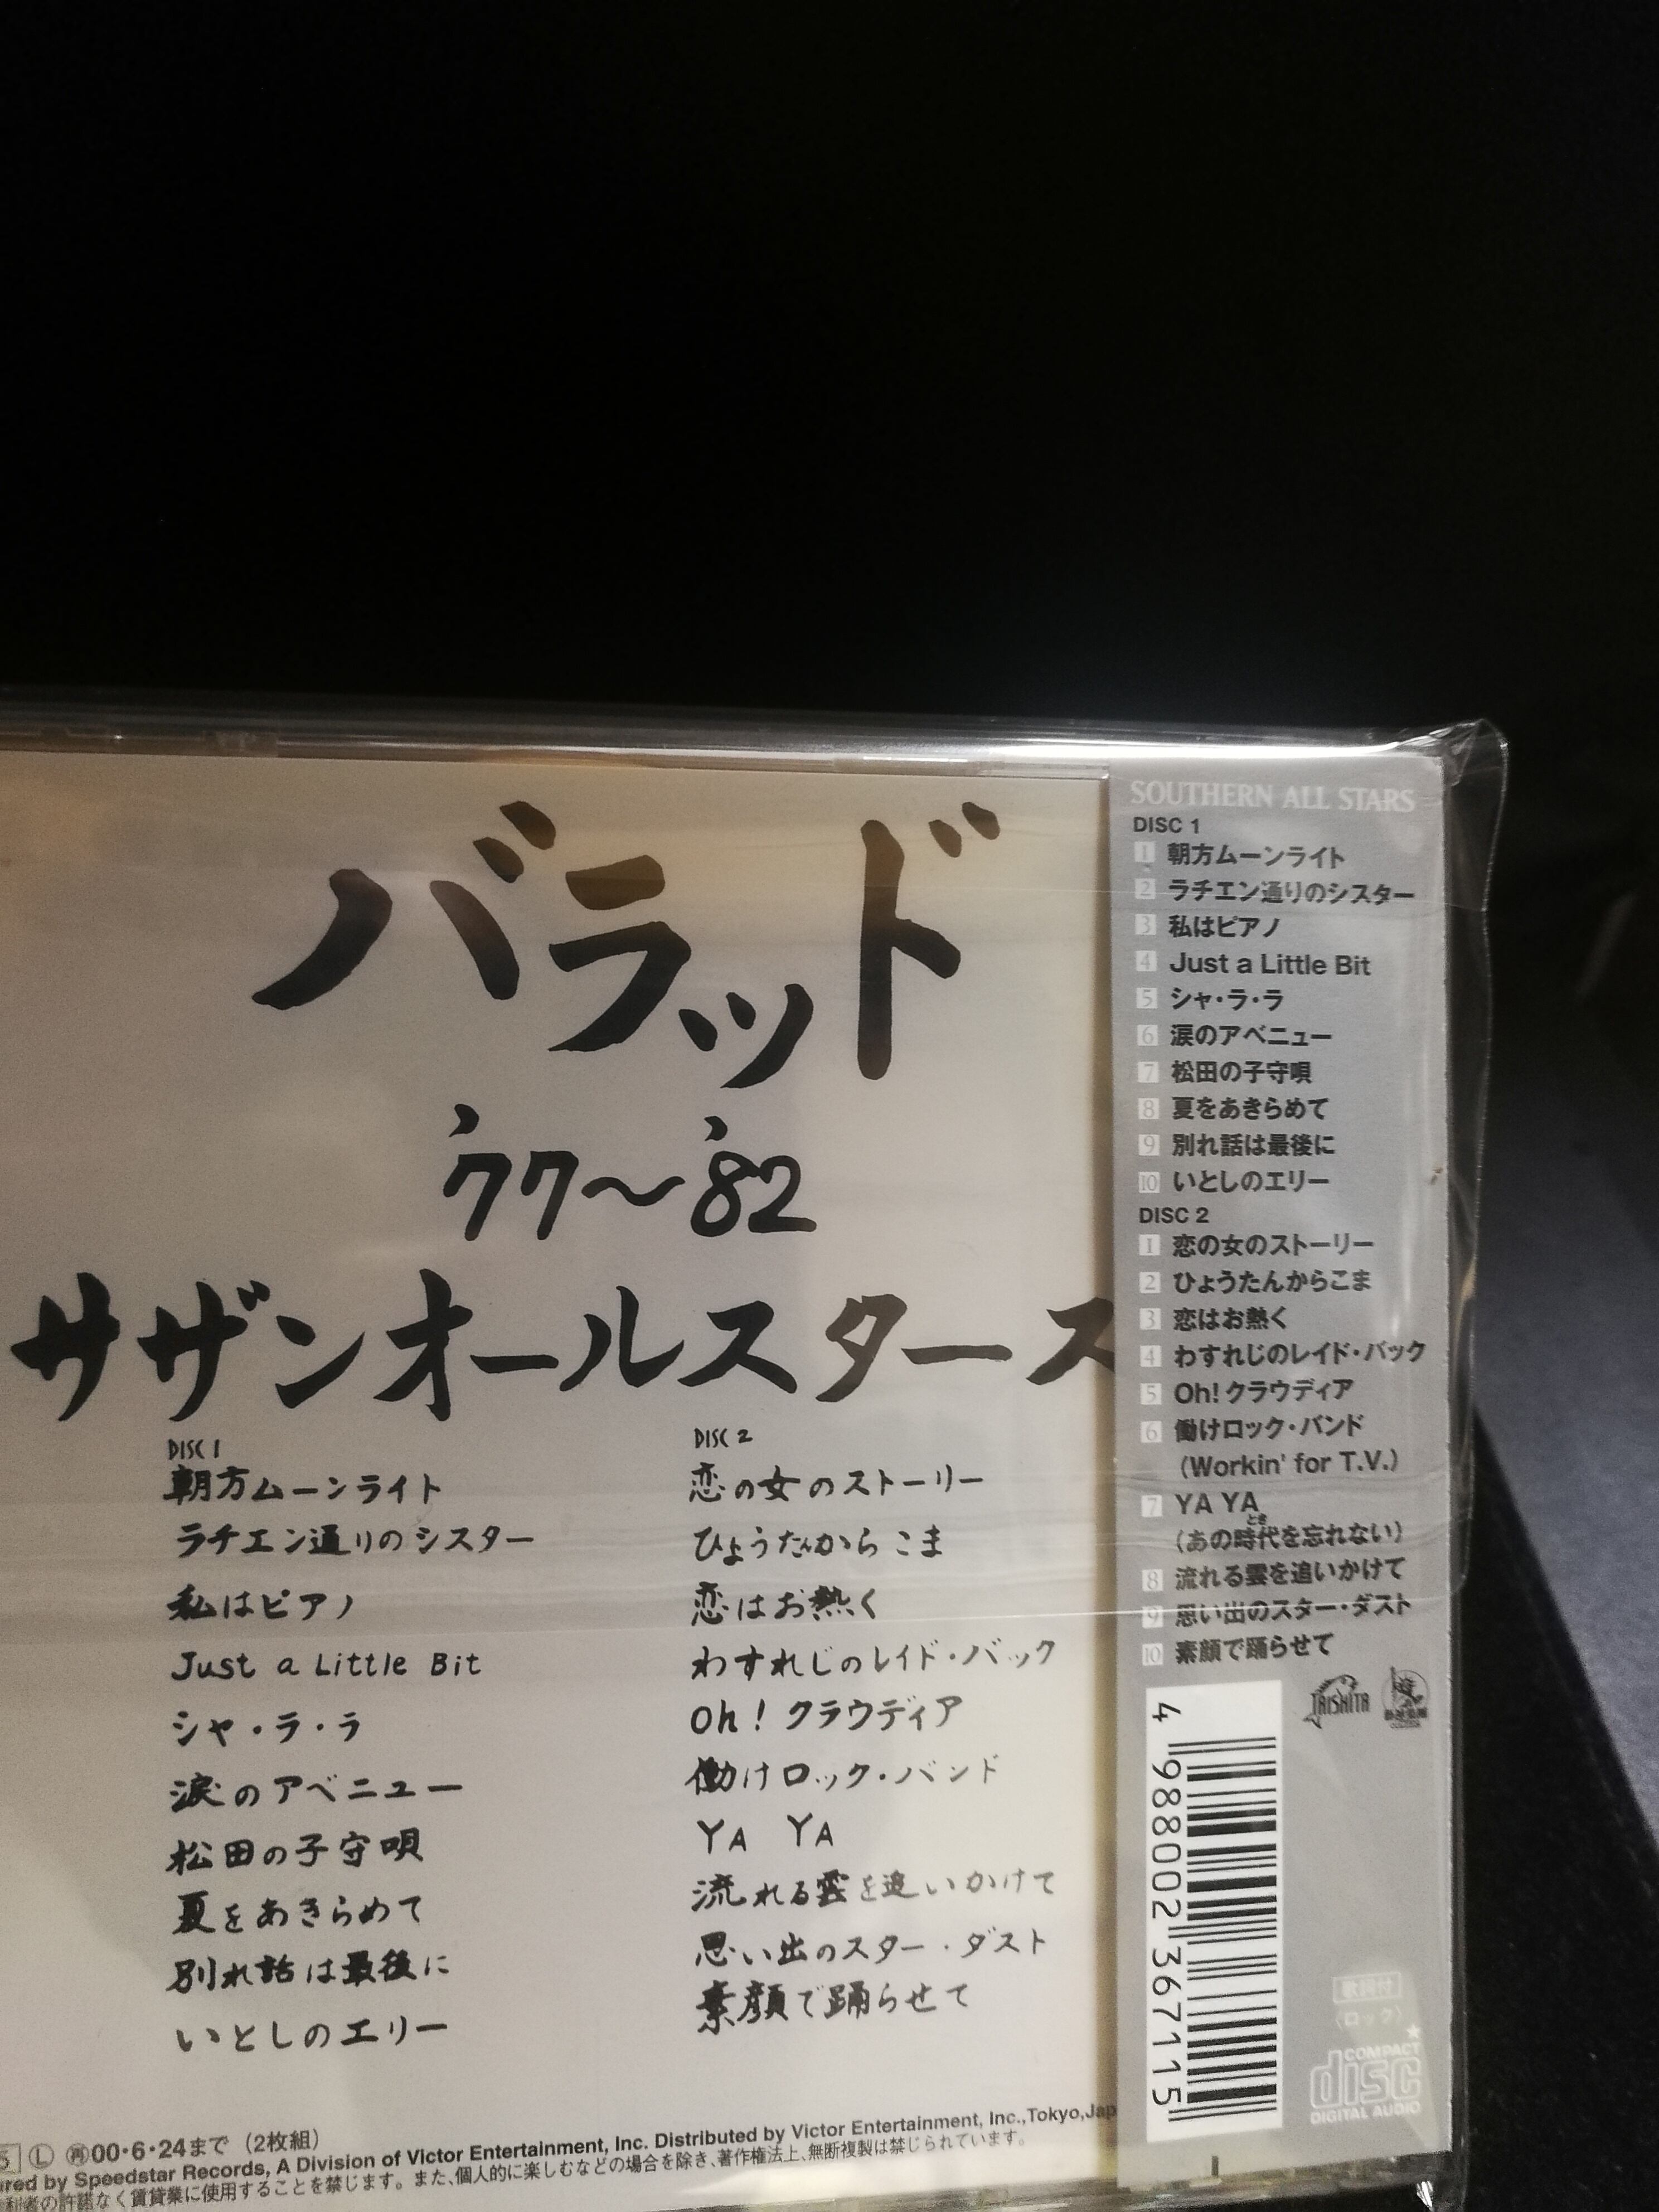 バラッド
'77〜'82
サザンオールスターズ
DISC 1
朝方ムーンライト
ラチエン通りのシスター
私はピアノ
Just a Little Bit
シャ・ラ・ラ
涙のアベニュー
松田の子守唄
夏をあきらめて
別れ話は最後に
いとしのエリー
DISC 2
恋の女のストーリー
ひょうたんからこま
恋はお熱く
わすれじのレイド・バック
Oh! クラウディア
働けロック・バンド
YA YA
流れる雲を追いかけて
思い出のスター・ダスト
素顔で踊らせて
L 再00・6・24まで（2枚組）
Speedstar Records, A Division of Victor Entertainment, Inc. Distributed by Victor Entertainment, Inc.,Tokyo,Jap
の許諾なく賃貸業に使用することを禁じます。また、個人的に楽しむなどの場合を除き、著作権法上、無断複製は禁じられています。
SOUTHERN ALL STARS
DISC 1
1 朝方ムーンライト
2 ラチエン通りのシスター
3 私はピアノ
4 Just a Little Bit
5 シャ・ラ・ラ
6 涙のアベニュー
7 松田の子守唄
8 夏をあきらめて
9 別れ話は最後に
10 いとしのエリー
DISC 2
1 恋の女のストーリー
2 ひょうたんからこま
3 恋はお熱く
4 わすれじのレイド・バック
5 Oh! クラウディア
6 働けロック・バンド
(Workin' for T.V.)
7 YA YA
とき
(あの時代を忘れない)
8 流れる雲を追いかけて
9 思い出のスター・ダスト
10 素顔で踊らせて
TAISHITA
4 988002 367115
歌詞付
(ロック)
COMPACT
disc
DIGITAL AUDIO